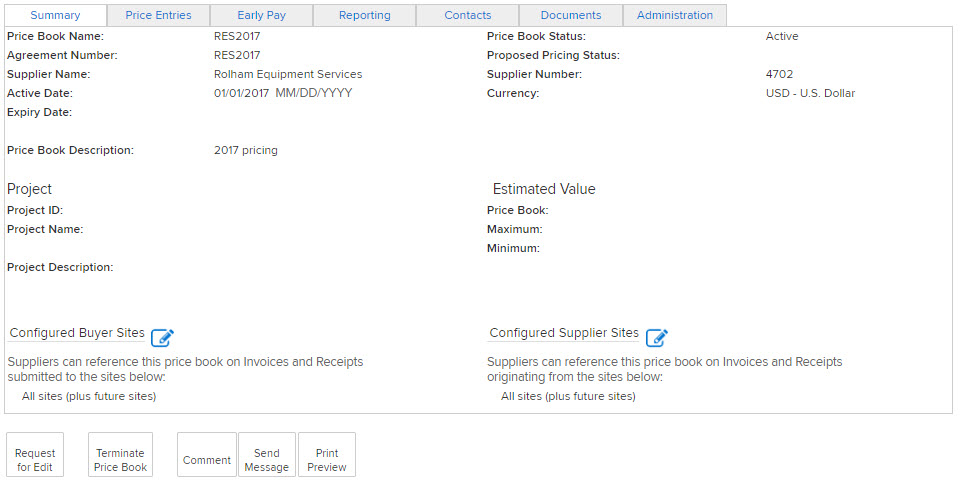 Summary Price Entries Early Pay Reporting Contacts Documents Administration
Price Book Name: RES2017 Price Book Status: Active
Agreement Number: RES2017 Proposed Pricing Status:
Supplier Name: Rolham Equipment Services Supplier Number: 4702
Active Date: 01/01/2017 MM/DD/YYYY Currency: USD - U.S. Dollar
Expiry Date:
Price Book Description: 2017 pricing
Project Estimated Value
Project ID: Price Book:
Project Name: Maximum:
Minimum:
Project Description:
Configured Buyer Sites Configured Supplier Sites
Suppliers can reference this price book on Invoices and Receipts Suppliers can reference this price book on Invoices and Receipts
submitted to the sites below: originating from the sites below:
All sites (plus future sites) All sites (plus future sites)
Request Terminate Comment Send Print
for Edit Price Book Message Preview